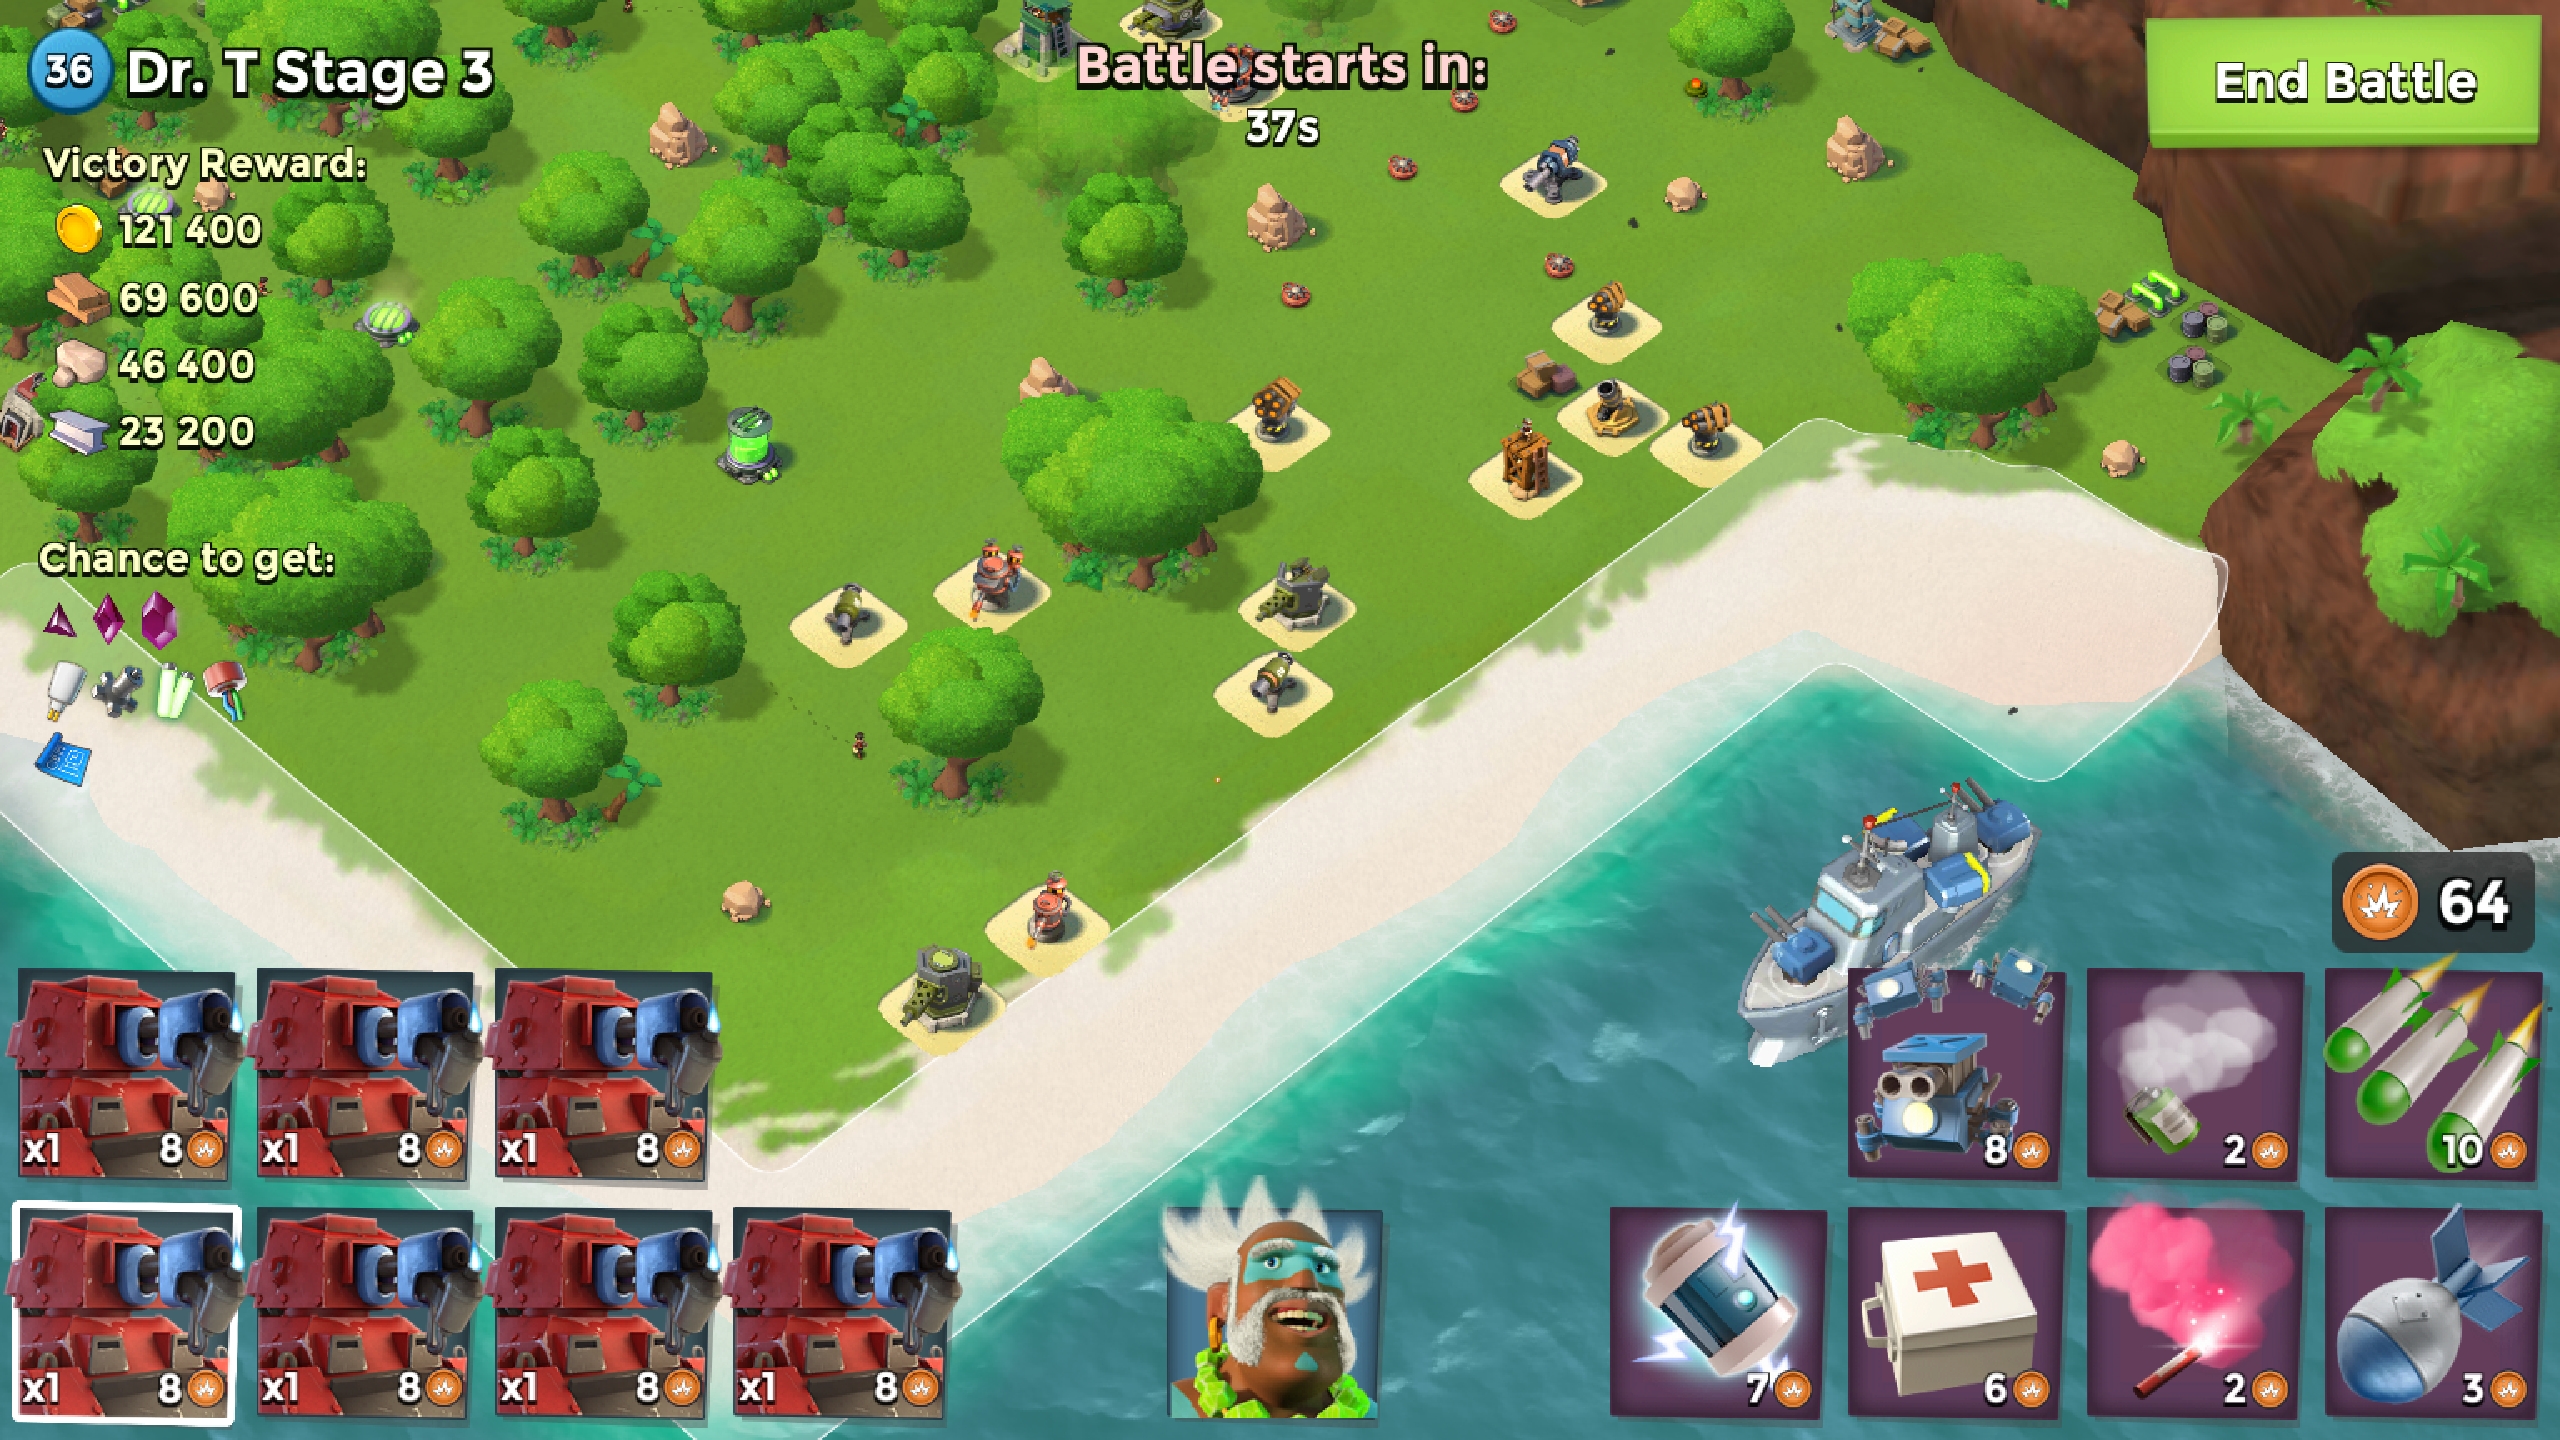 36 Dr. T Stage 3
Battle starts in:
37s
End Battle
Victory Reward:
121 400
69 600
46 400
23 200
Chance to get:
64
x1 8
x1 8
x1 8
8
2
10
x1 8
x1 8
x1 8
x1 8
7
6
2
3